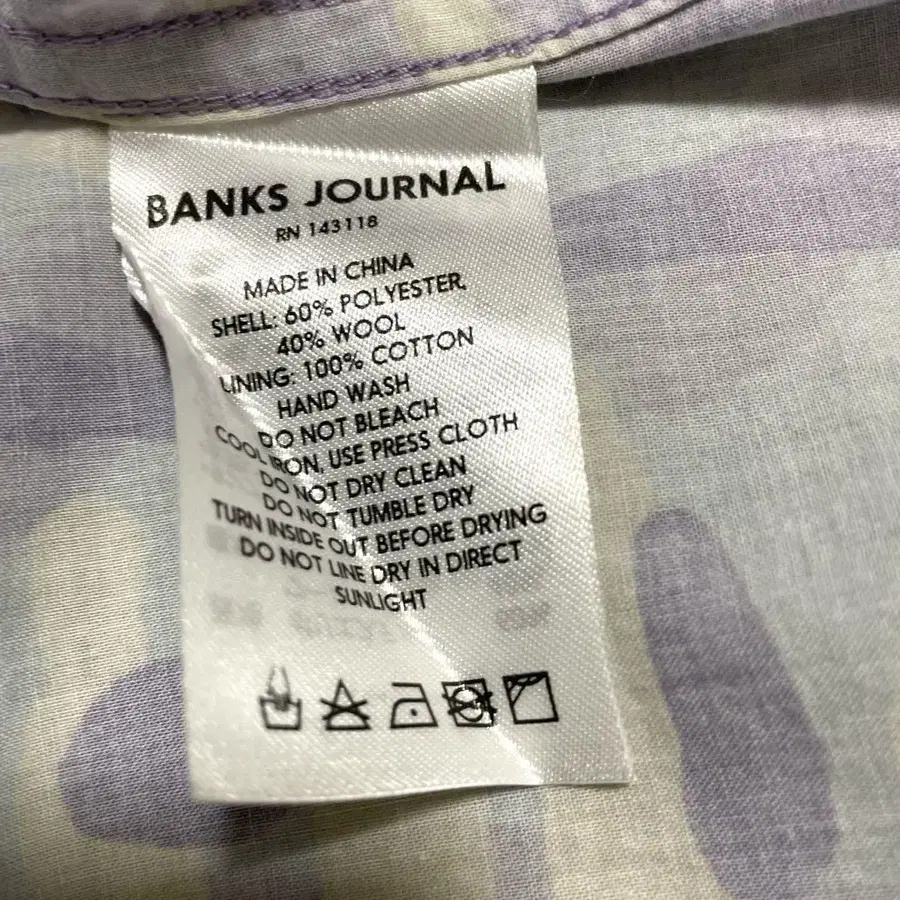 BANKS JOURNAL
RN 143118
MADE IN CHINA
SHELL: 60% POLYESTER,
40% WOOL
LINING: 100% COTTON
HAND WASH
DO NOT BLEACH
COOL IRON, USE PRESS CLOTH
DO NOT DRY CLEAN
DO NOT TUMBLE DRY
TURN INSIDE OUT BEFORE DRYING
DO NOT LINE DRY IN DIRECT
SUNLIGHT